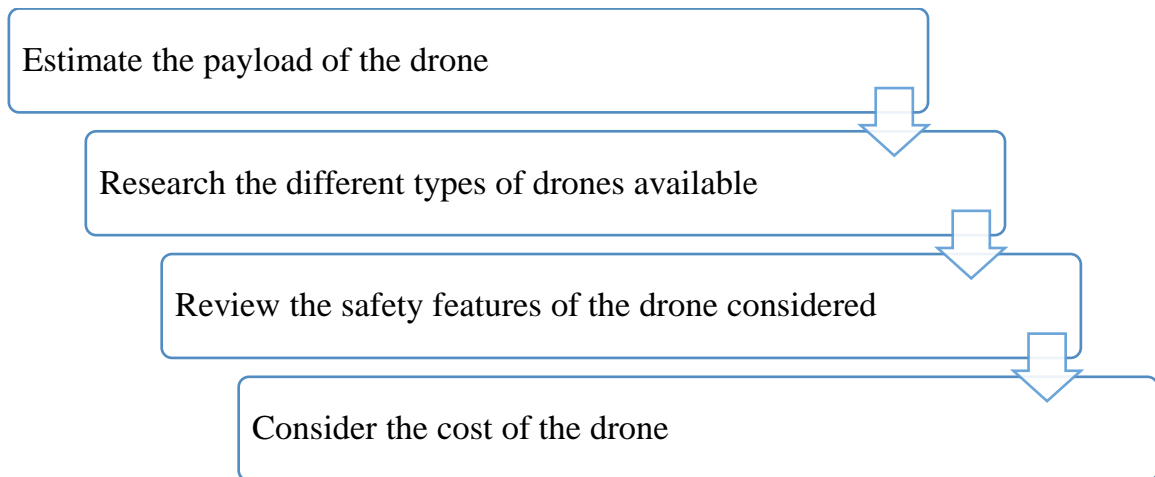 Estimate the payload of the drone
Research the different types of drones available
Review the safety features of the drone considered
Consider the cost of the drone